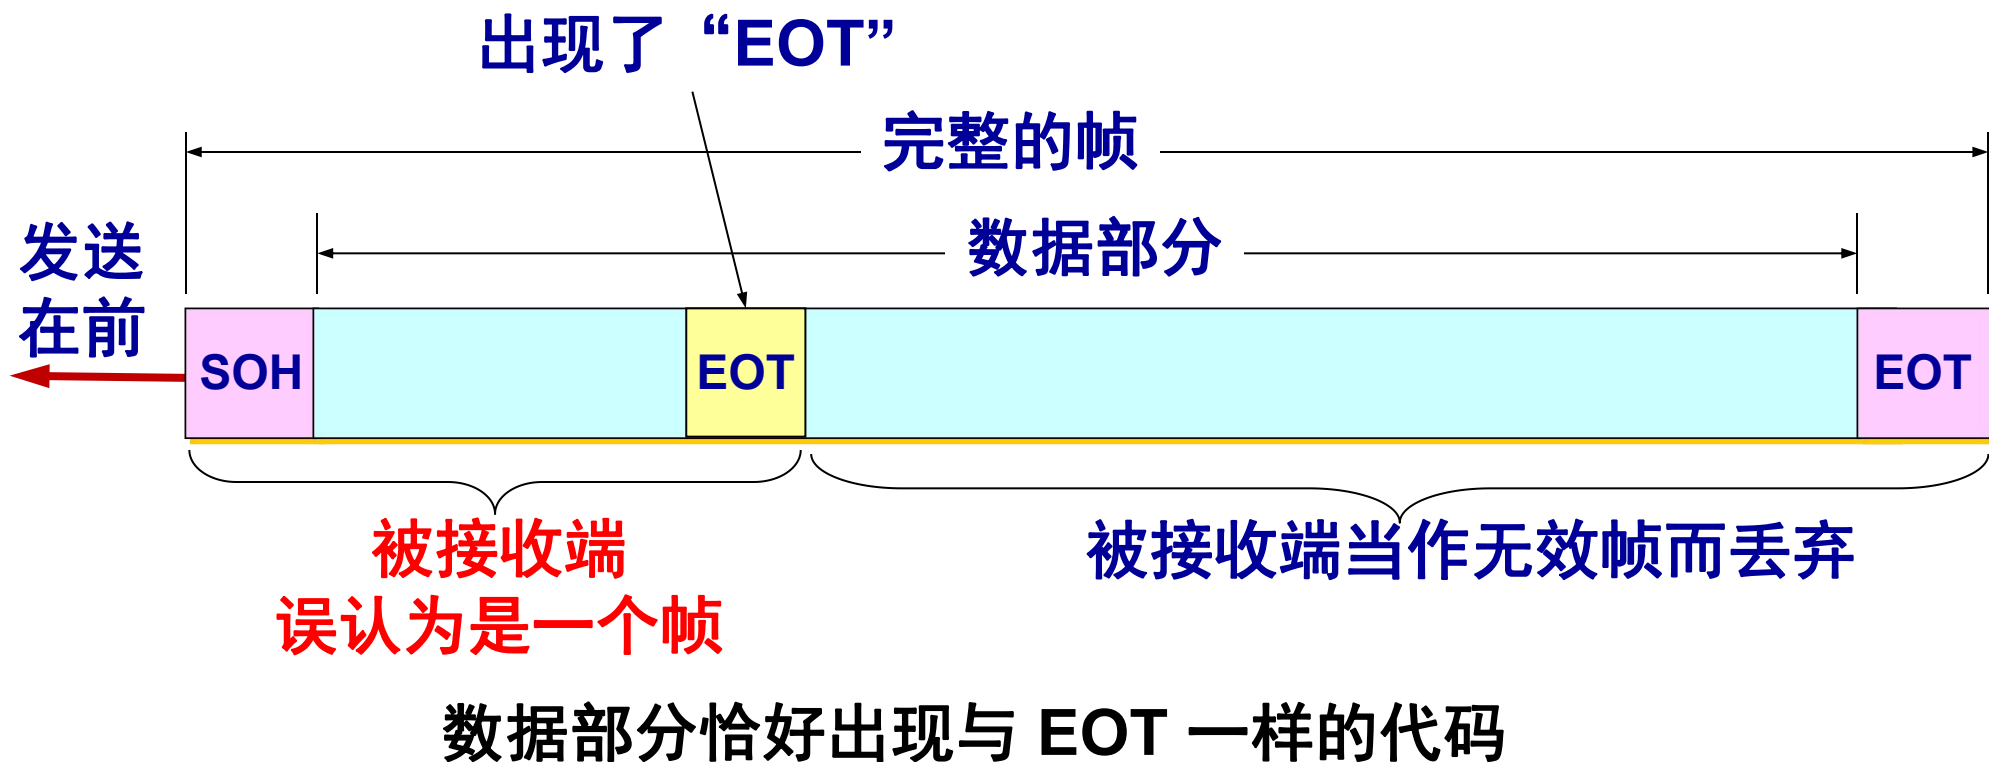 出现了 “EOT”
完整的帧
数据部分
发送
在前
SOH
EOT
EOT
被接收端
误认为是一个帧
被接收端当作无效帧而丢弃
数据部分恰好出现与 EOT 一样的代码